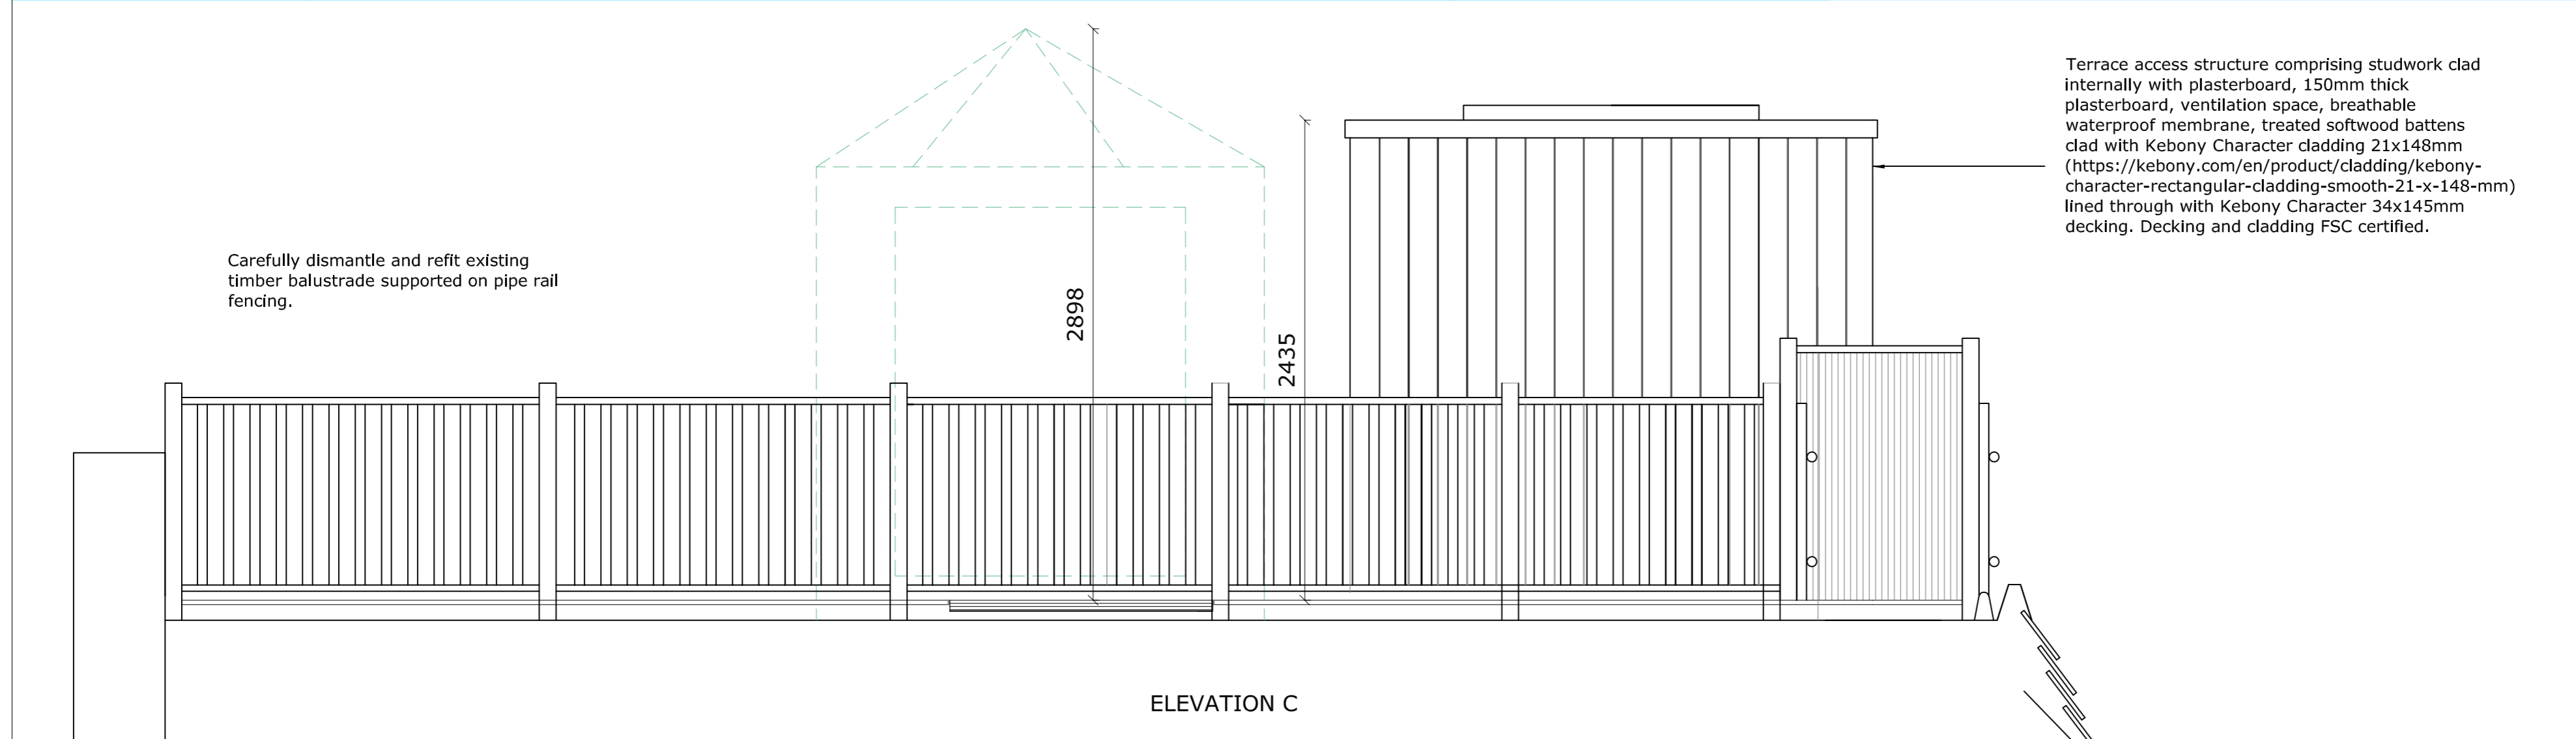 Terrace access structure comprising studwork clad
internally with plasterboard, 150mm thick
plasterboard, ventilation space, breathable
waterproof membrane, treated softwood battens
clad with Kebony Character cladding 21x148mm
(https://kebony.com/en/product/cladding/kebony-
character-rectangular-cladding-smooth-21-x-148-mm)
lined through with Kebony Character 34x145mm
decking. Decking and cladding FSC certified.
Carefully dismantle and refit existing
timber balustrade supported on pipe rail
fencing.
2898
2435
ELEVATION C